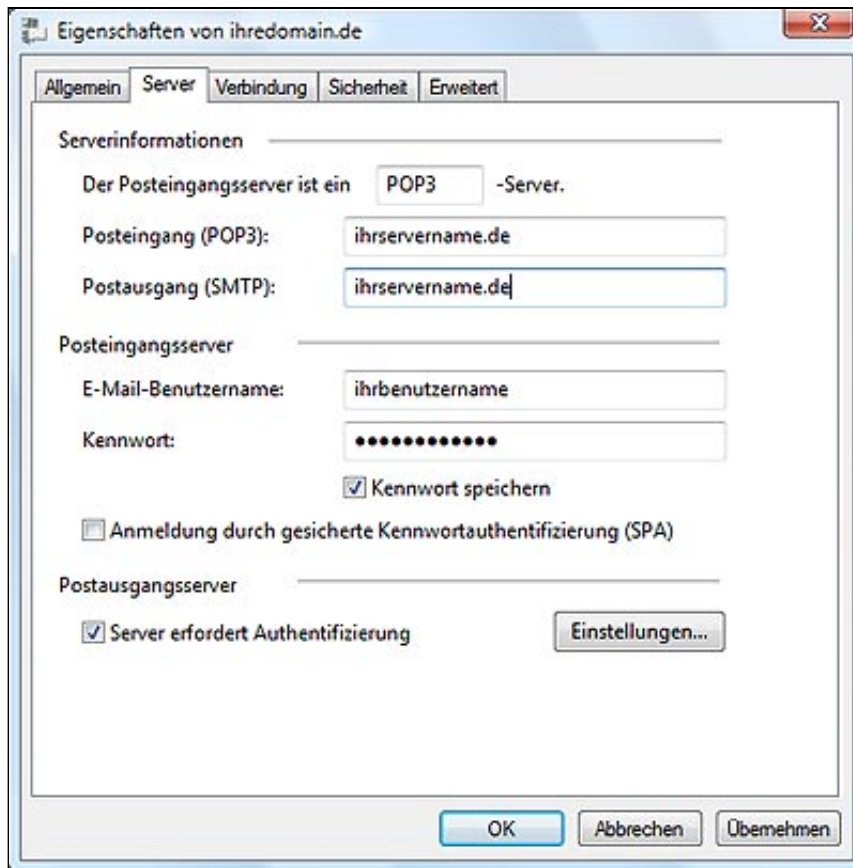 Eigenschaften von ihredomain.de
Allgemein Server Verbindung Sicherheit Erweitert
Serverinformationen
Der Posteingangsserver ist ein POP3 -Server.
Posteingang (POP3): ihrservername.de
Postausgang (SMTP): ihrservername.de
Posteingangsserver
E-Mail-Benutzername: ihrbenutzername
Kennwort: ●●●●●●●●●●●●
Kennwort speichern
Anmeldung durch gesicherte Kennwortauthentifizierung (SPA)
Postausgangsserver
Server erfordert Authentifizierung Einstellungen...
OK Abbrechen Übernehmen